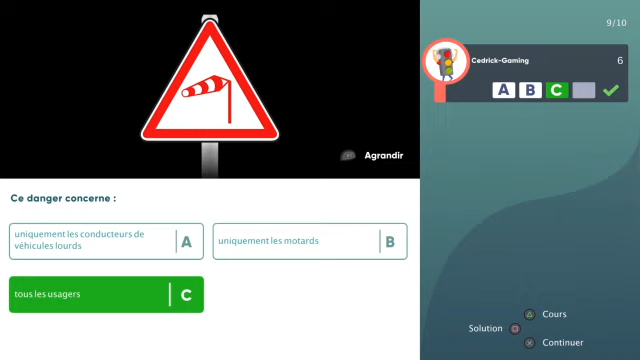 9/10
Cedrick-Gaming 6
A B C
Agrandir
Ce danger concerne :
uniquement les conducteurs de
véhicules lourds
A
uniquement les motards
B
tous les usagers
C
Cours
Solution
Continuer